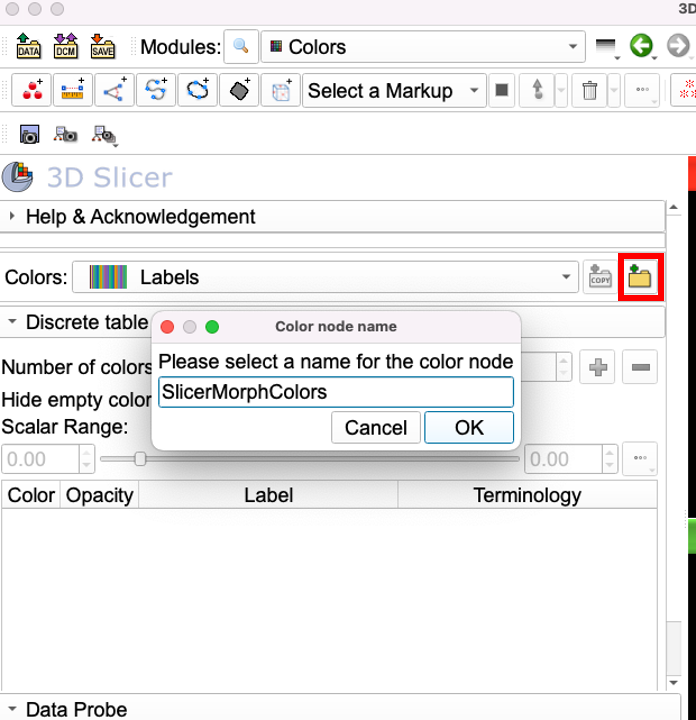 3D
DATA DCM SAVE Modules: Colors
Select a Markup
3D Slicer
Help & Acknowledgement
Colors: Labels COPY
Discrete table
Color node name
Please select a name for the color node
SlicerMorphColors
Cancel OK
Number of colors
Hide empty color
Scalar Range:
0.00 0.00
Color Opacity Label Terminology
Data Probe